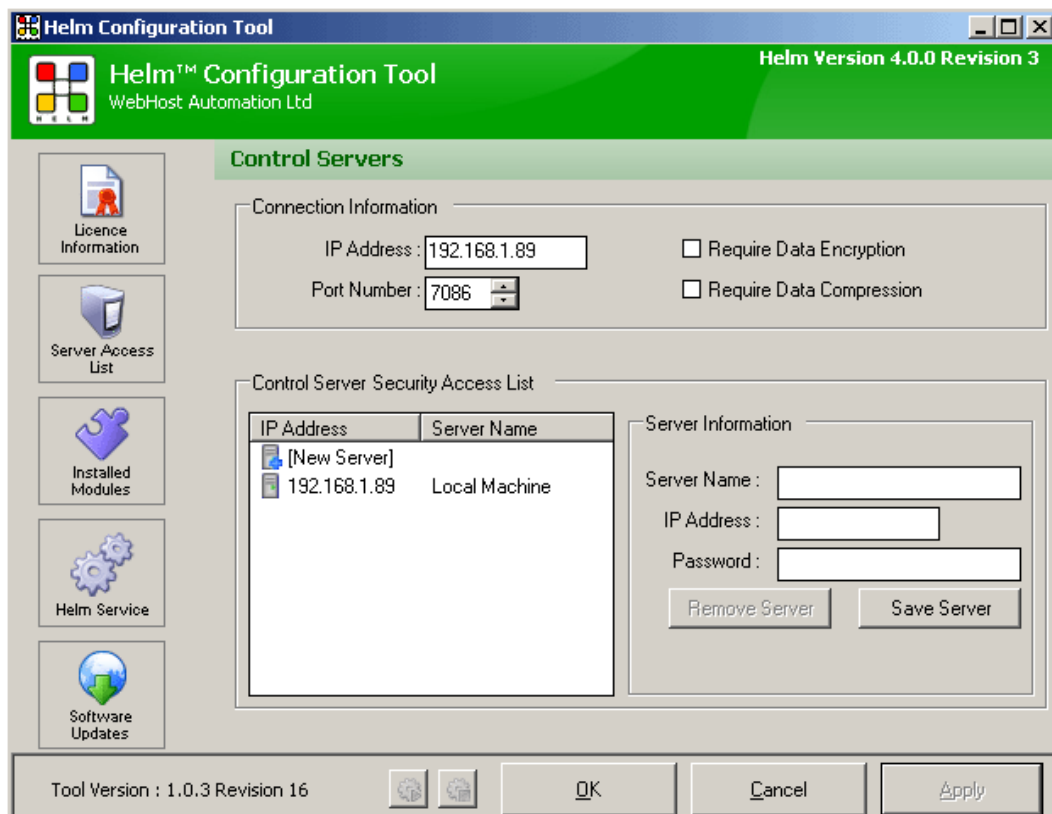 Helm Configuration Tool
Helm™ Configuration Tool
WebHost Automation Ltd
Helm Version 4.0.0 Revision 3
HELM
Licence
Information
Server Access
List
Installed
Modules
Helm Service
Software
Updates
Control Servers
Connection Information
IP Address : 192.168.1.89
Require Data Encryption
Port Number : 7086
Require Data Compression
Control Server Security Access List
IP Address Server Name
[New Server]
192.168.1.89 Local Machine
Server Information
Server Name :
IP Address :
Password :
Remove Server Save Server
Tool Version : 1.0.3 Revision 16
OK Cancel Apply